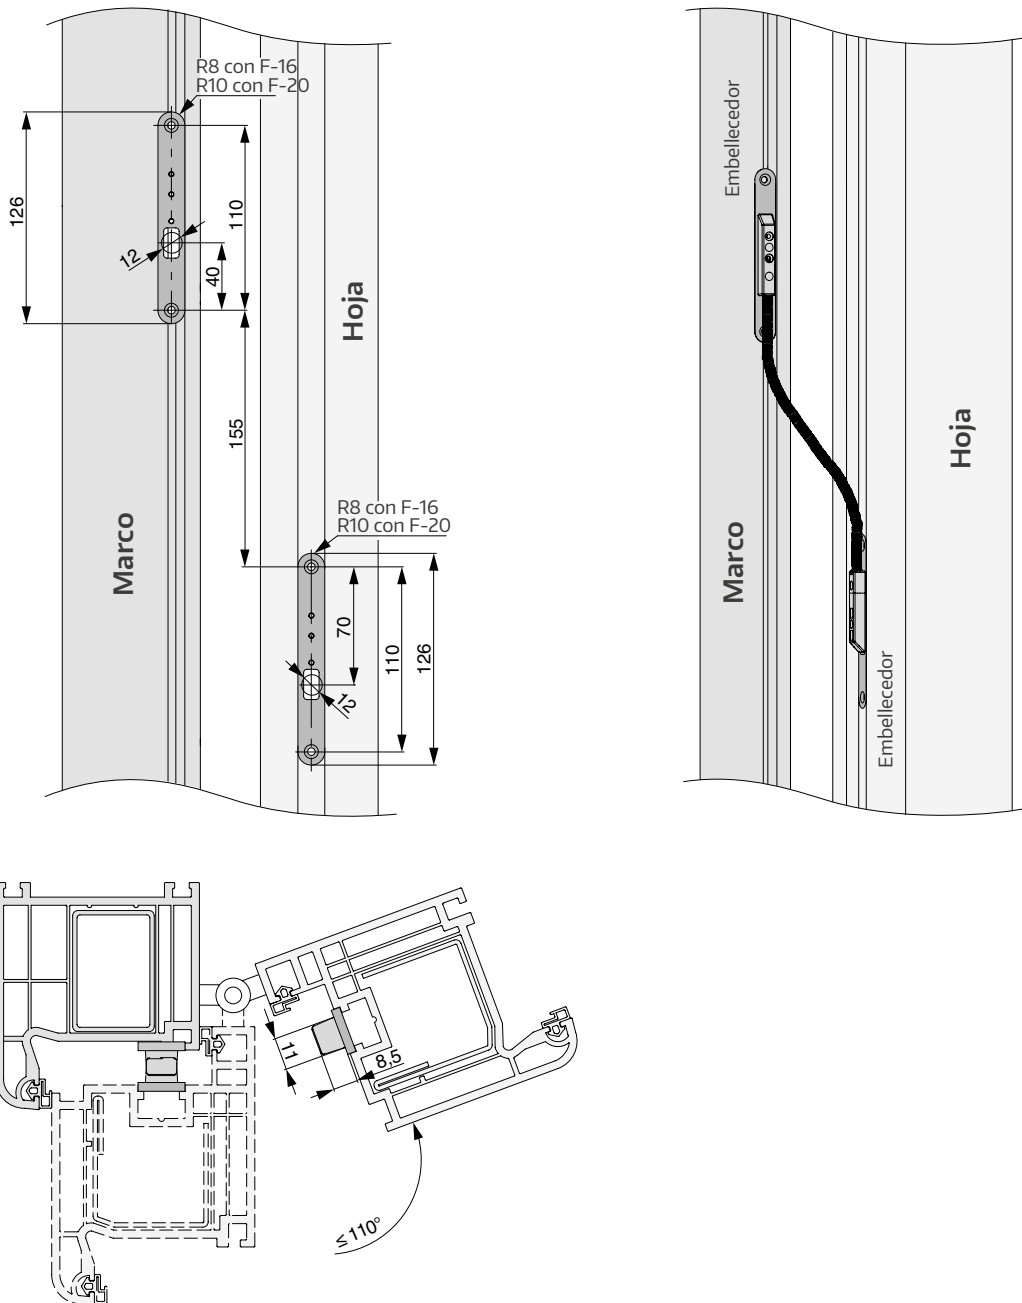 R8 con F-16
R10 con F-20
126
110
12
40
Hoja
155
Marco
R8 con F-16
R10 con F-20
70
110
126
12
Embellecedor
Hoja
Marco
Embellecedor
11
8,5
≤ 110°